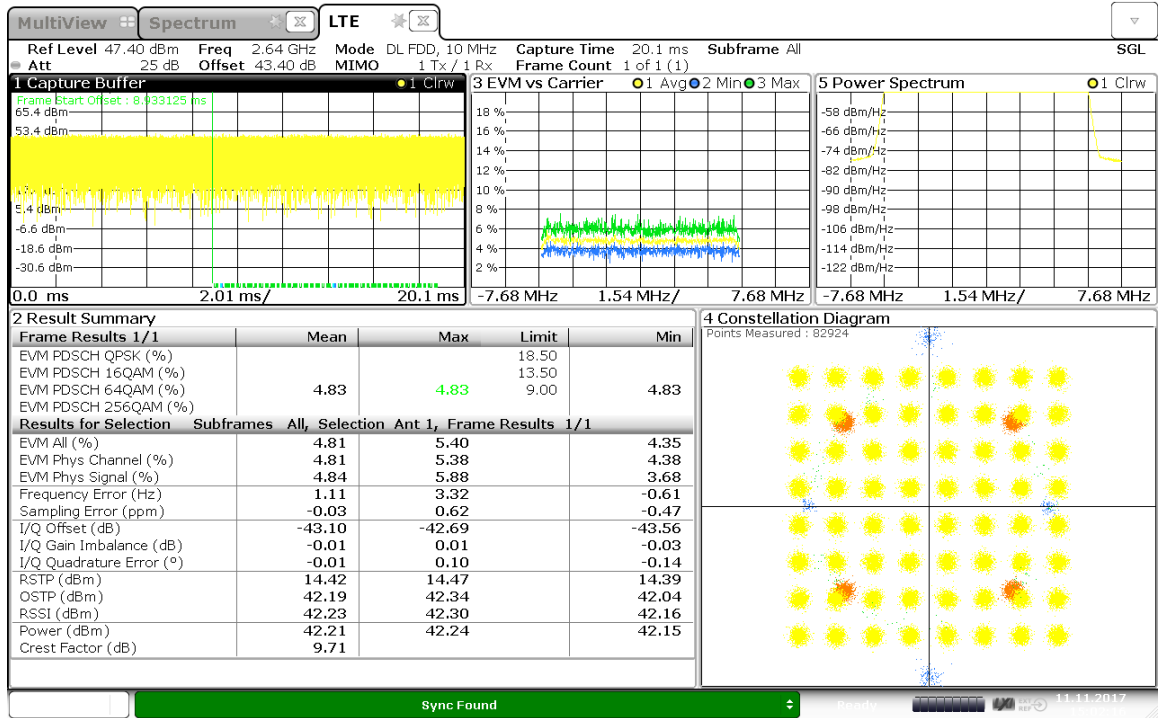 MultiView
Spectrum
LTE
Ref Level 47.40 dBm Freq 2.64 GHz Mode DL FDD, 10 MHz Capture Time 20.1 ms Subframe All SGL
Att 25 dB Offset 43.40 dB MIMO 1 Tx / 1 Rx Frame Count 1 of 1 (1)
1 Capture Buffer 1 Clrw
Frame Start Offset : 8.933125 ms
65.4 dBm
53.4 dBm
5.4 dBm
-6.6 dBm
-18.6 dBm
-30.6 dBm
0.0 ms 2.01 ms/ 20.1 ms
3 EVM vs Carrier 1 Avg 2 Min 3 Max
18 %
16 %
14 %
12 %
10 %
8 %
6 %
4 %
2 %
-7.68 MHz 1.54 MHz/ 7.68 MHz
5 Power Spectrum 1 Clrw
-58 dBm/Hz
-66 dBm/Hz
-74 dBm/Hz
-82 dBm/Hz
-90 dBm/Hz
-98 dBm/Hz
-106 dBm/Hz
-114 dBm/Hz
-122 dBm/Hz
-7.68 MHz 1.54 MHz/ 7.68 MHz
2 Result Summary
Frame Results 1/1 Mean Max Limit Min
EVM PDSCH QPSK (%) 18.50
EVM PDSCH 16QAM (%) 13.50
EVM PDSCH 64QAM (%) 4.83 4.83 9.00 4.83
EVM PDSCH 256QAM (%)
Results for Selection Subframes All, Selection Ant 1, Frame Results 1/1
EVM All (%) 4.81 5.40 4.35
EVM Phys Channel (%) 4.81 5.38 4.38
EVM Phys Signal (%) 4.84 5.88 3.68
Frequency Error (Hz) 1.11 3.32 -0.61
Sampling Error (ppm) -0.03 0.62 -0.47
I/Q Offset (dB) -43.10 -42.69 -43.56
I/Q Gain Imbalance (dB) -0.01 0.01 -0.03
I/Q Quadrature Error (º) -0.01 0.10 -0.14
RSTP (dBm) 14.42 14.47 14.39
OSTP (dBm) 42.19 42.34 42.04
RSSI (dBm) 42.23 42.30 42.16
Power (dBm) 42.21 42.24 42.15
Crest Factor (dB) 9.71
4 Constellation Diagram
Points Measured : 82924
Sync Found
Ready
LXI
11.11.2017